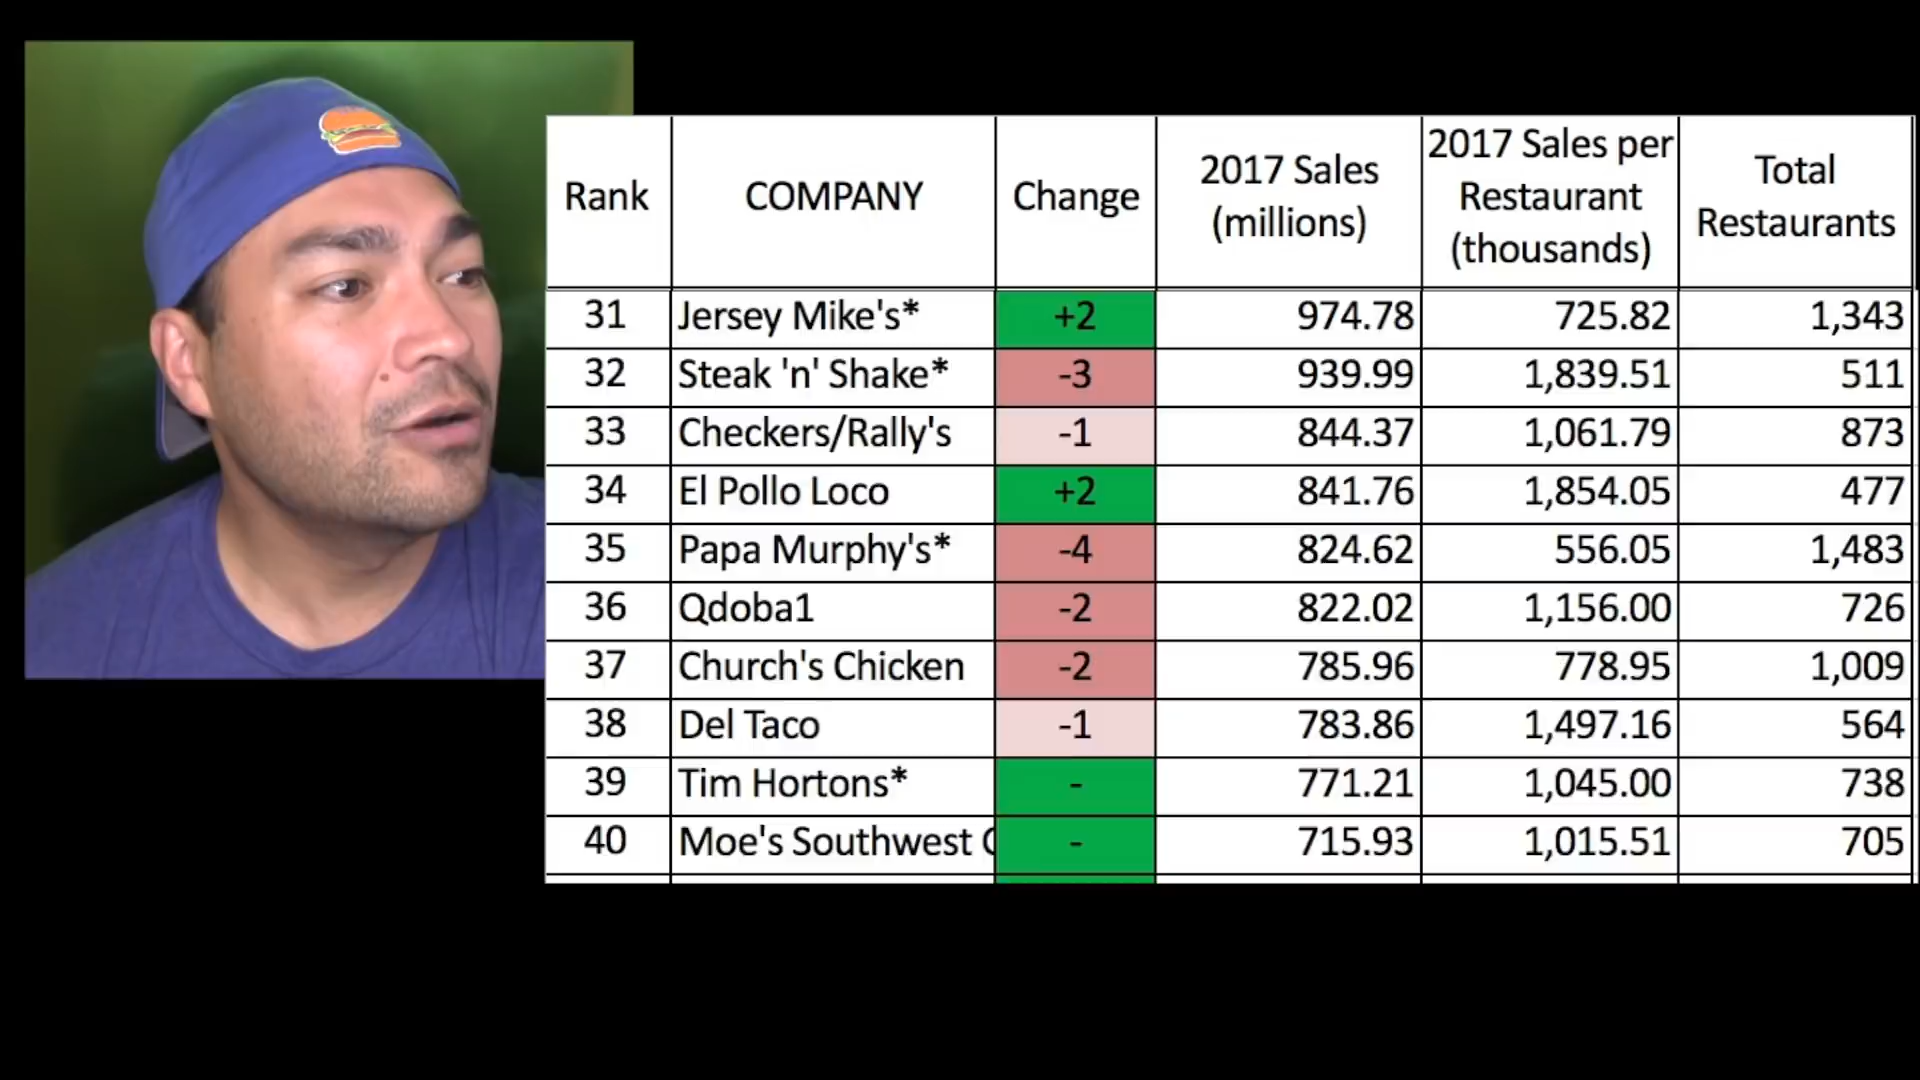 Rank COMPANY Change 2017 Sales (millions) 2017 Sales per Restaurant (thousands) Total Restaurants
31 Jersey Mike's* +2 974.78 725.82 1,343
32 Steak 'n' Shake* -3 939.99 1,839.51 511
33 Checkers/Rally's -1 844.37 1,061.79 873
34 El Pollo Loco +2 841.76 1,854.05 477
35 Papa Murphy's* -4 824.62 556.05 1,483
36 Qdoba1 -2 822.02 1,156.00 726
37 Church's Chicken -2 785.96 778.95 1,009
38 Del Taco -1 783.86 1,497.16 564
39 Tim Hortons* - 771.21 1,045.00 738
40 Moe's Southwest - 715.93 1,015.51 705